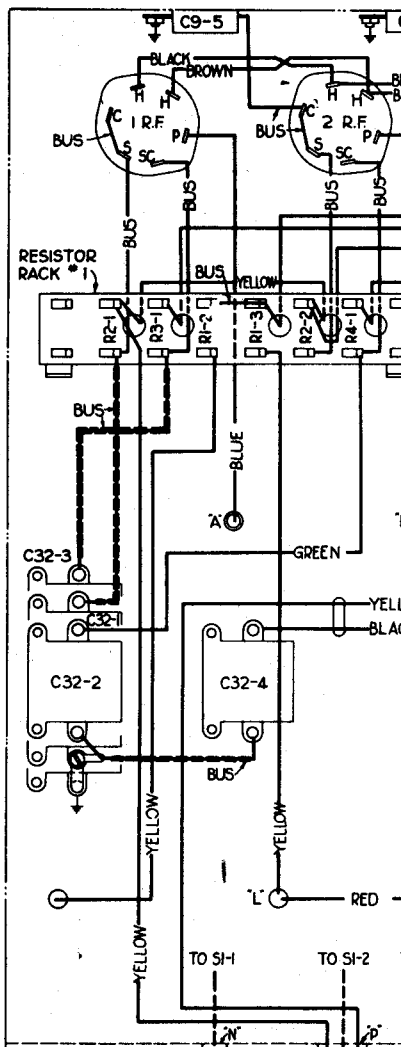 C9-5
BLACK
BROWN
H
H
H
H
C
1 R.F.
P
BUS
S
SC
C
2 R.F.
P
BUS
S
SC
BUS
BUS
BUS
BUS
RESISTOR
RACK #1
BUS
YELLOW
R2-1
R3-1
R1-2
R1-3
R2-2
R4-1
BUS
BLUE
"A"
GREEN
C32-3
C32-11
C32-2
C32-4
BUS
YELLOW
YELLOW
YELLOW
"L"
RED
TO S1-1
TO S1-2
"N"
"P"